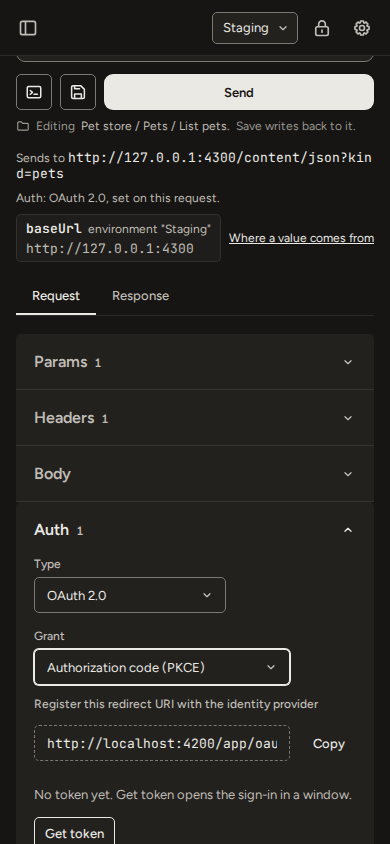 Staging
Send
Editing Pet store / Pets / List pets. Save writes back to it.
Sends to http://127.0.0.1:4300/content/json?kin
d=pets
Auth: OAuth 2.0, set on this request.
baseUrl environment "Staging"
http://127.0.0.1:4300
Where a value comes from
Request Response
Params 1
Headers 1
Body
Auth 1
Type
OAuth 2.0
Grant
Authorization code (PKCE)
Register this redirect URI with the identity provider
http://localhost:4200/app/oau
Copy
No token yet. Get token opens the sign-in in a window.
Get token